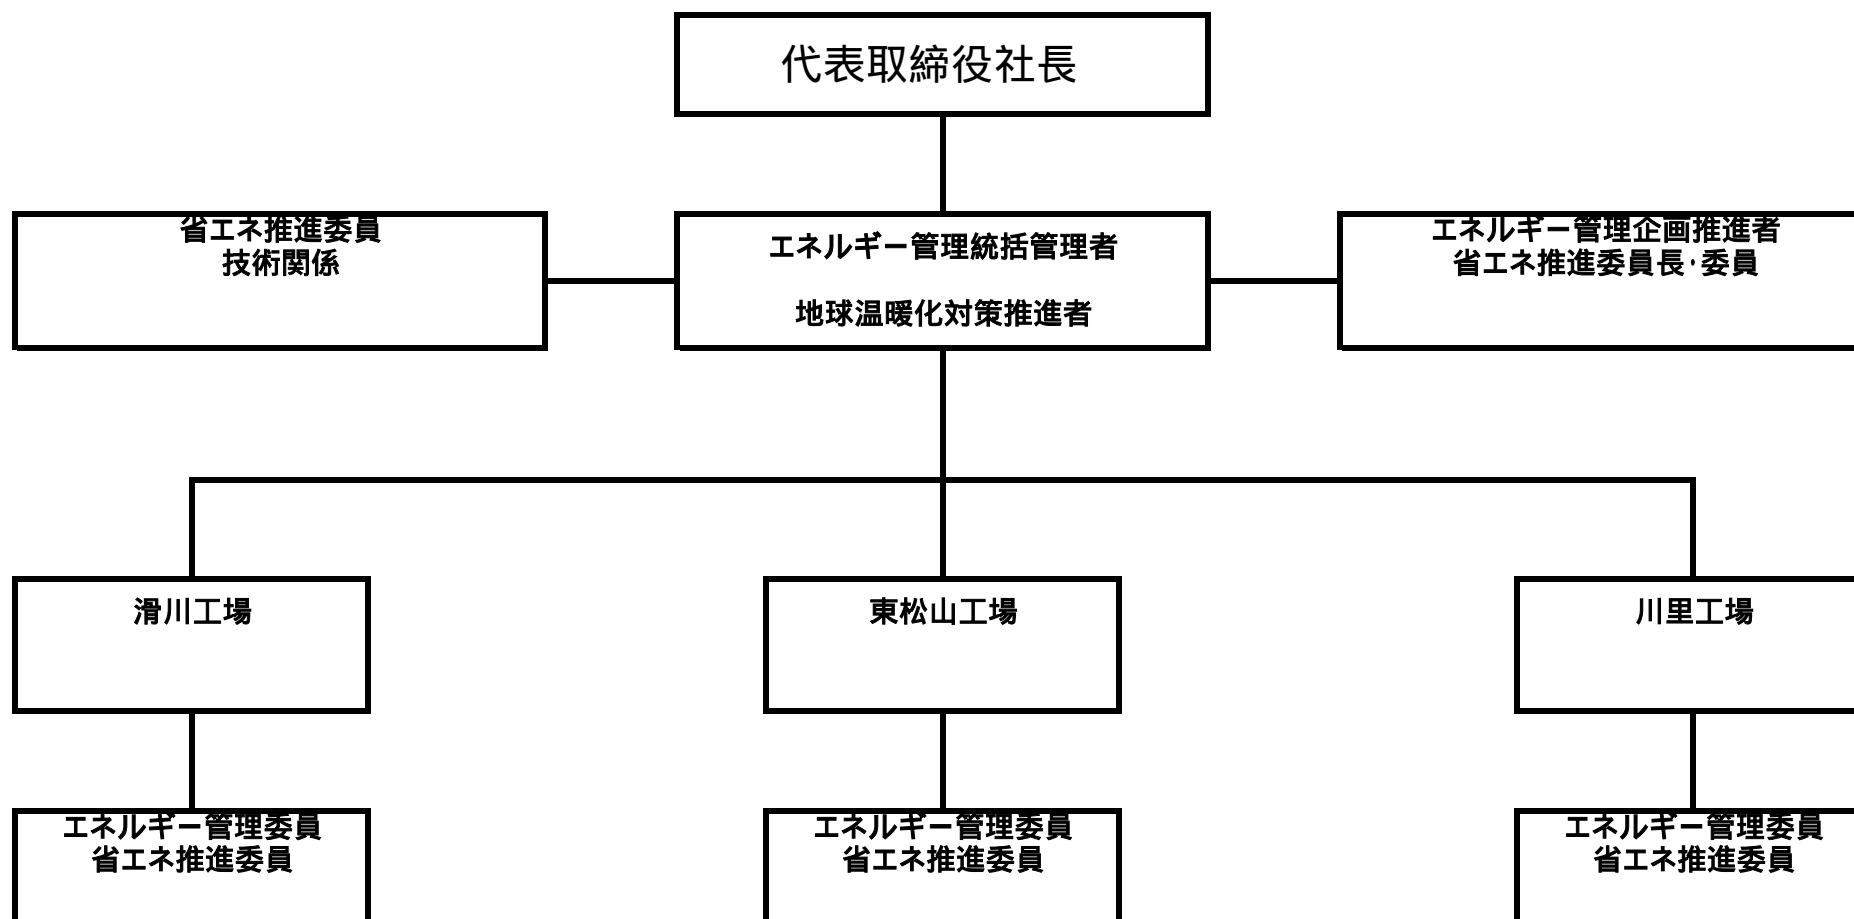 代表取締役社長
省エネ推進委員
技術関係
エネルギー管理統括管理者
地球温暖化対策推進者
エネルギー管理企画推進者
省エネ推進委員長・委員
滑川工場
東松山工場
川里工場
エネルギー管理委員
省エネ推進委員
エネルギー管理委員
省エネ推進委員
エネルギー管理委員
省エネ推進委員